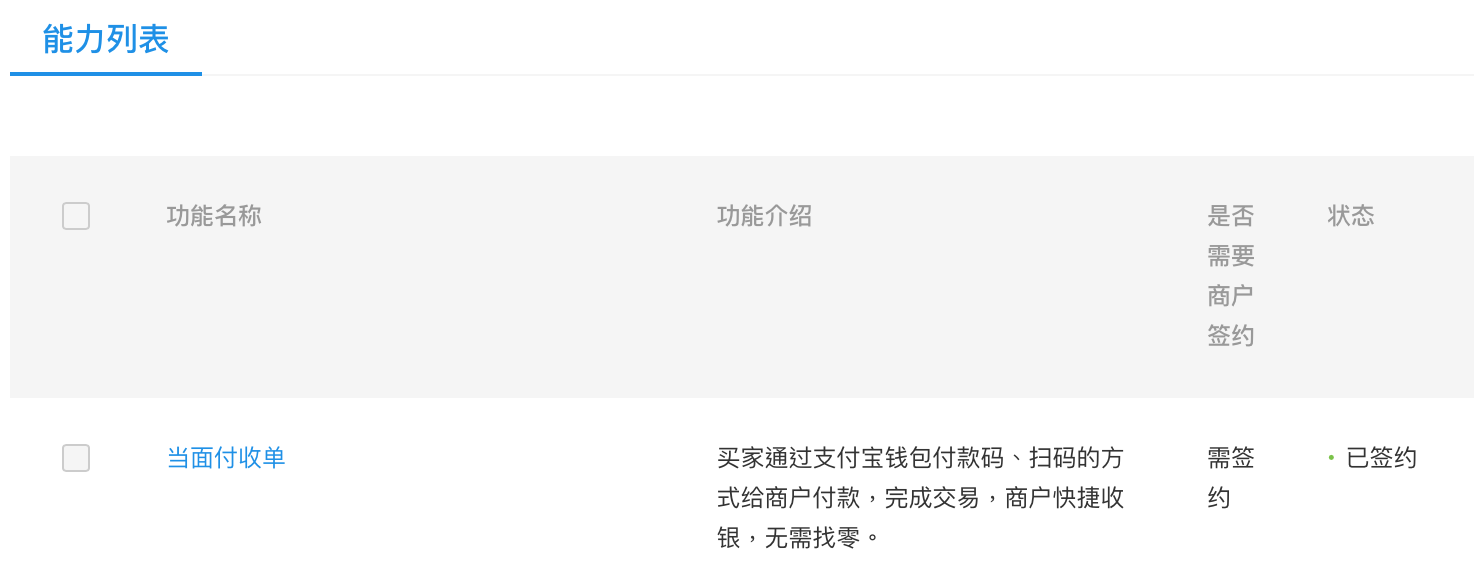 能力列表
功能名称
功能介绍
是否
需要
商户
签约
状态
当面付收单
买家通过支付宝钱包付款码、扫码的方
式给商户付款，完成交易，商户快捷收
银，无需找零。
需签
约
已签约